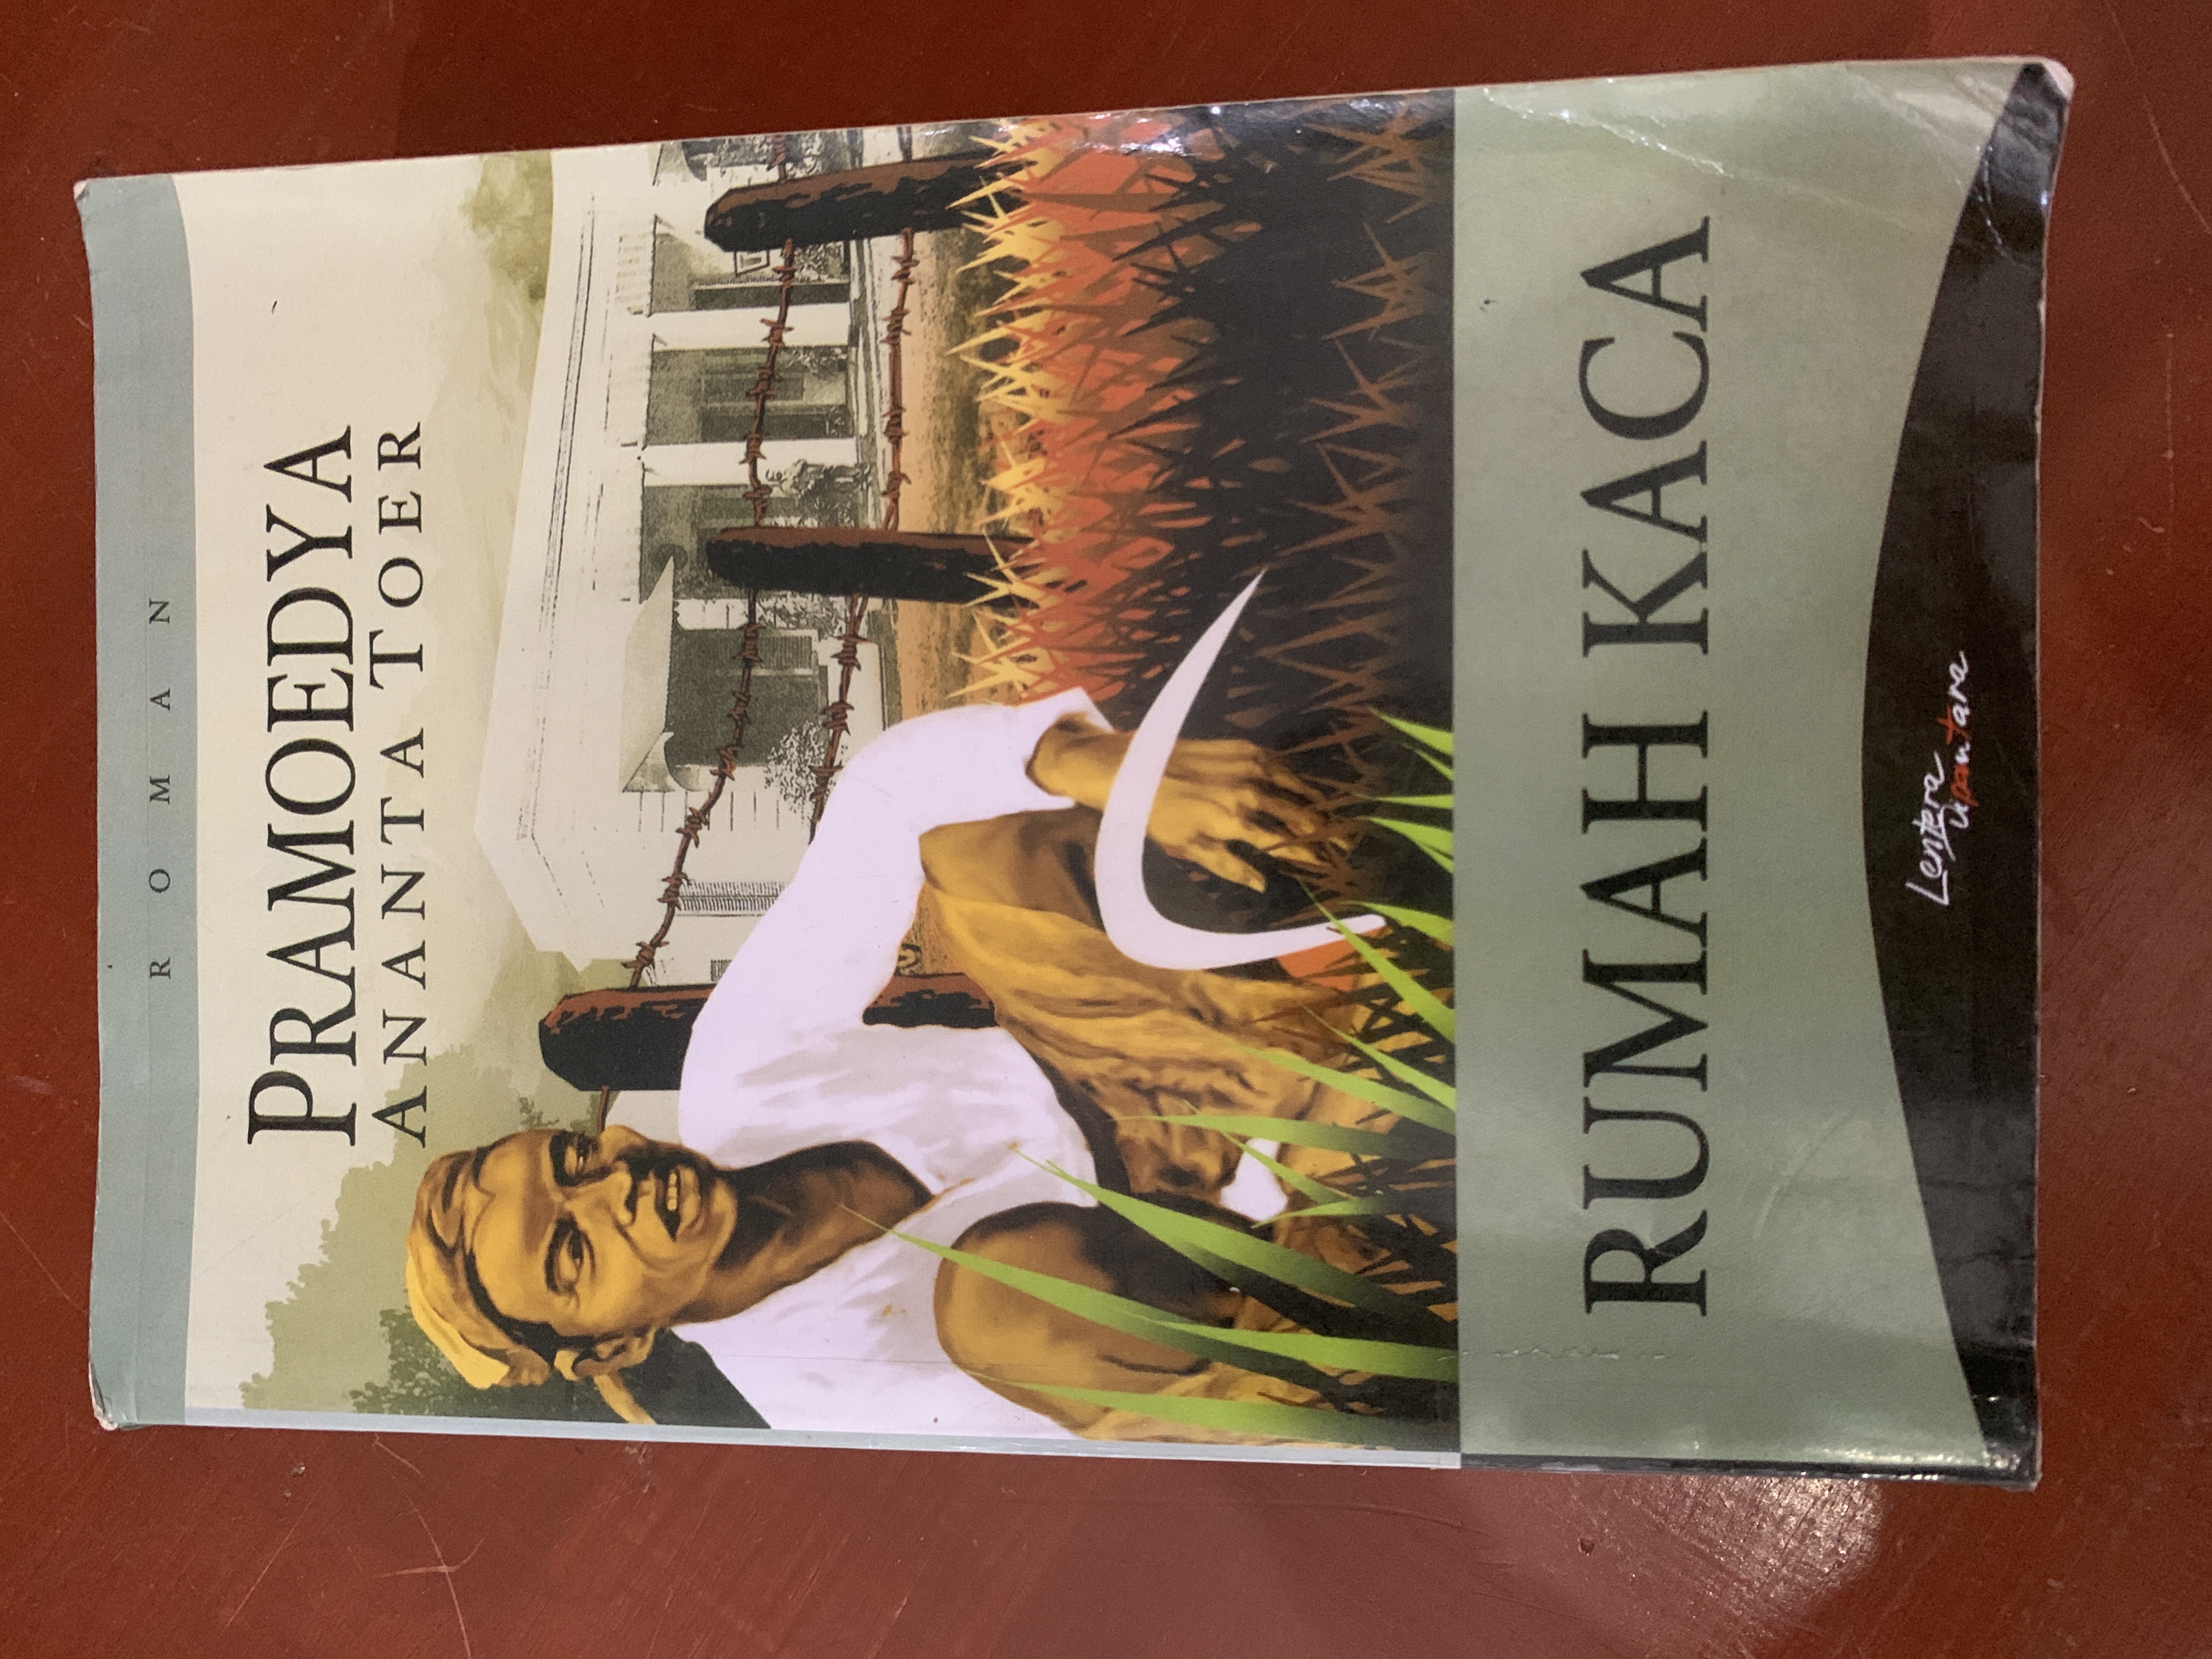 ROMAN
PRAMOEDYA
ANANTA TOER
RUMAH KACA
Lentera
Dipantara